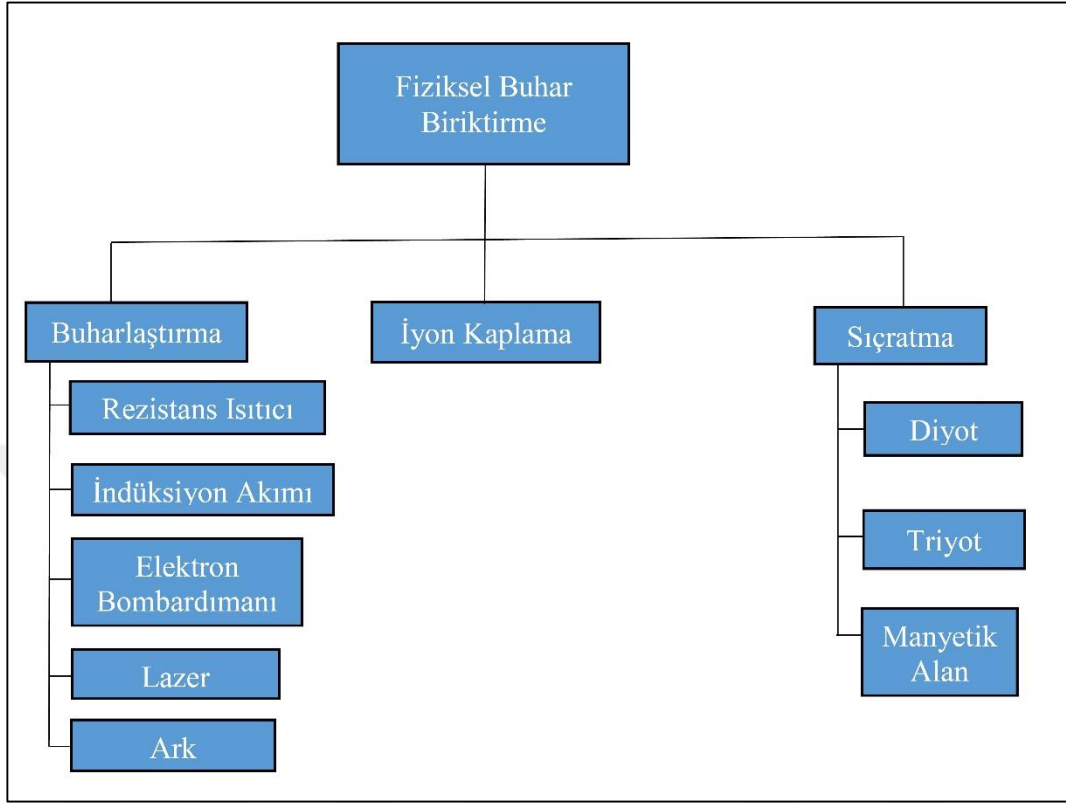 Fiziksel Buhar
Biriktirme
Buharlaştırma
Rezistans Isıtıcı
İndüksiyon Akımı
Elektron
Bombardımanı
Lazer
Ark
İyon Kaplama
Sıçratma
Diyot
Triyot
Manyetik
Alan